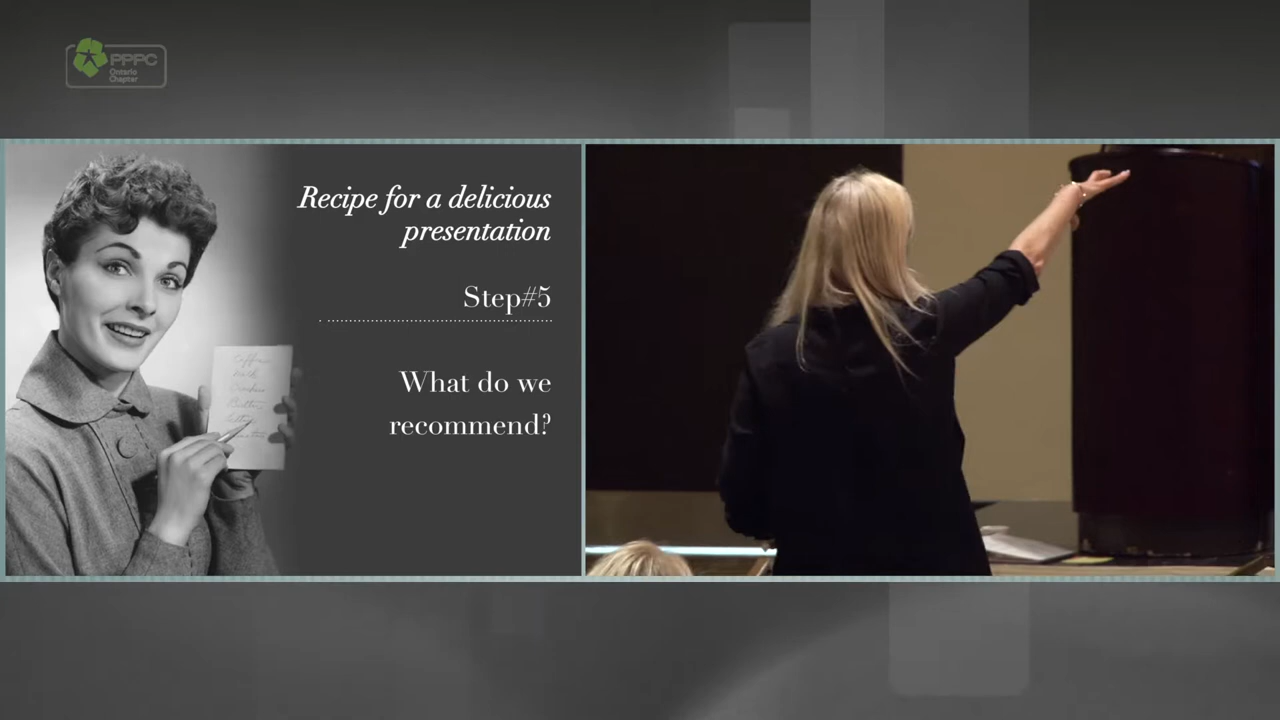 PPPC
Ontario
Chapter
Recipe for a delicious
presentation
Step#5
What do we
recommend?